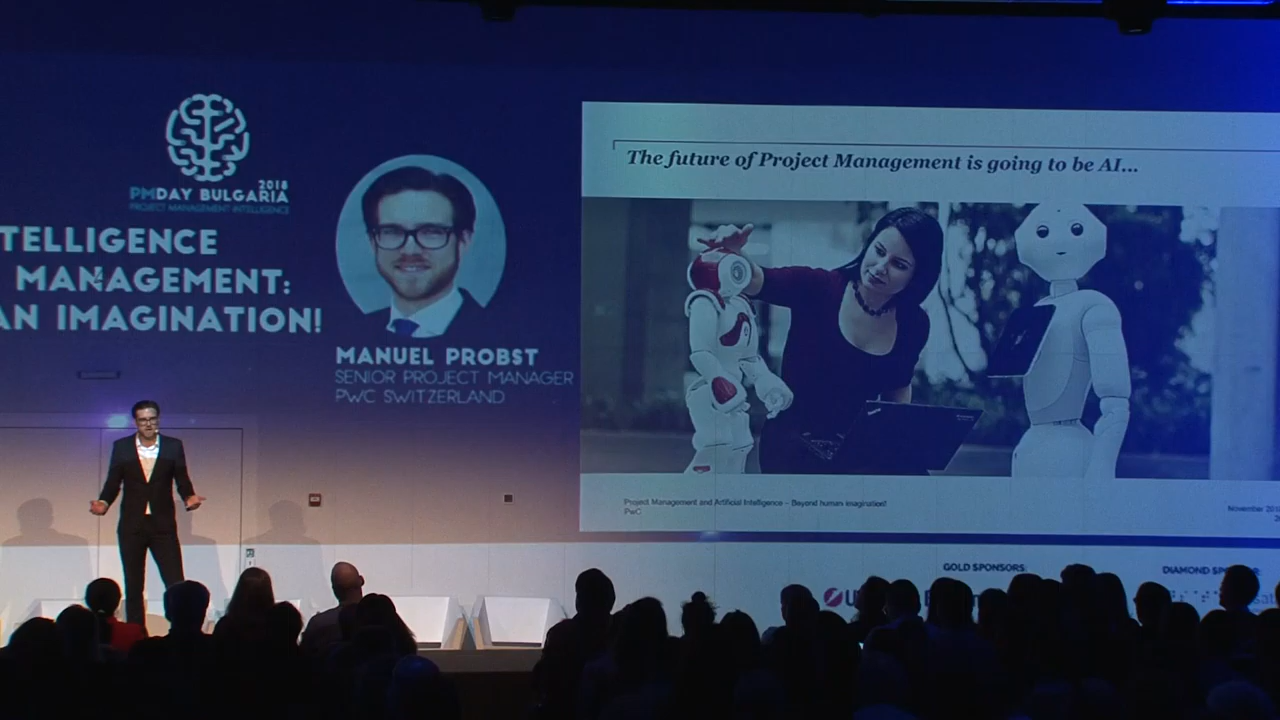 2018
PMDAY BULGARIA
PROJECT MANAGEMENT INTELLIGENCE
TELLIGENCE
MANAGEMENT:
AN IMAGINATION!
MANUEL PROBST
SENIOR PROJECT MANAGER
PWC SWITZERLAND
The future of Project Management is going to be AI...
Project Management and Artificial Intelligence – Beyond human imagination!
PwC
November 201
GOLD SPONSORS:
DIAMOND